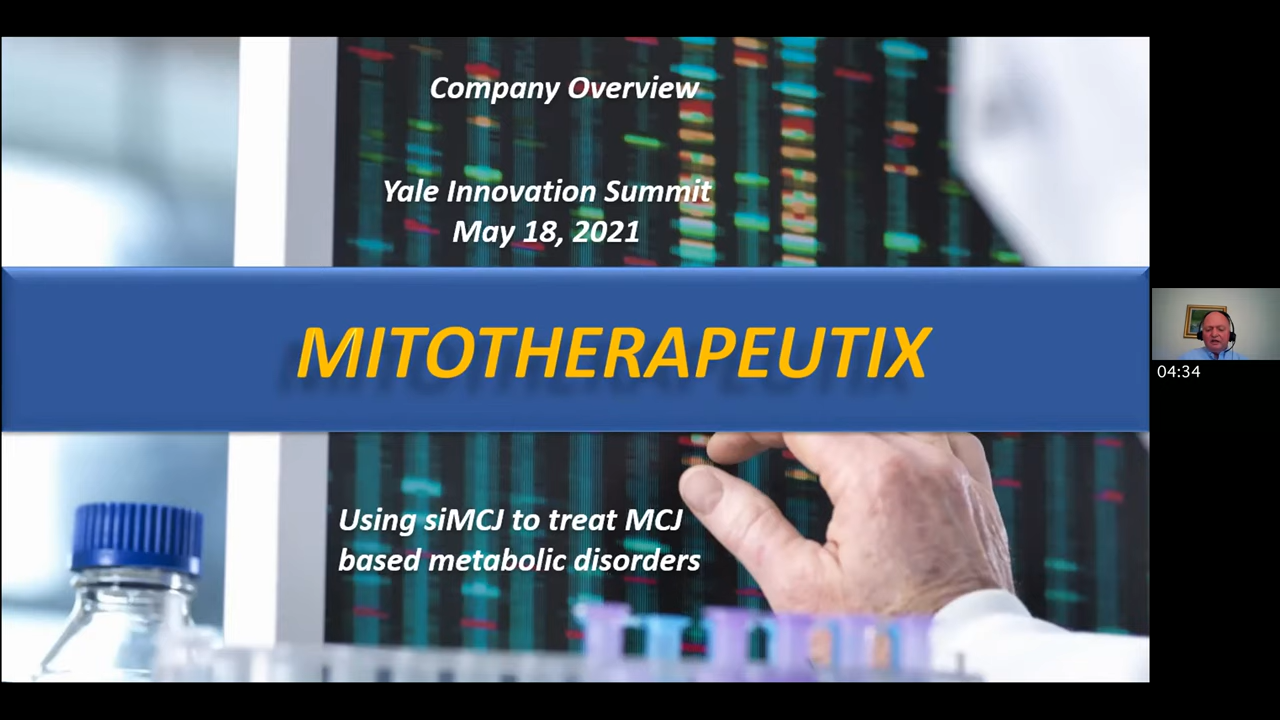 Company Overview
Yale Innovation Summit
May 18, 2021
MITOTHERAPEUTIX
04:34
Using siMCJ to treat MCJ
based metabolic disorders